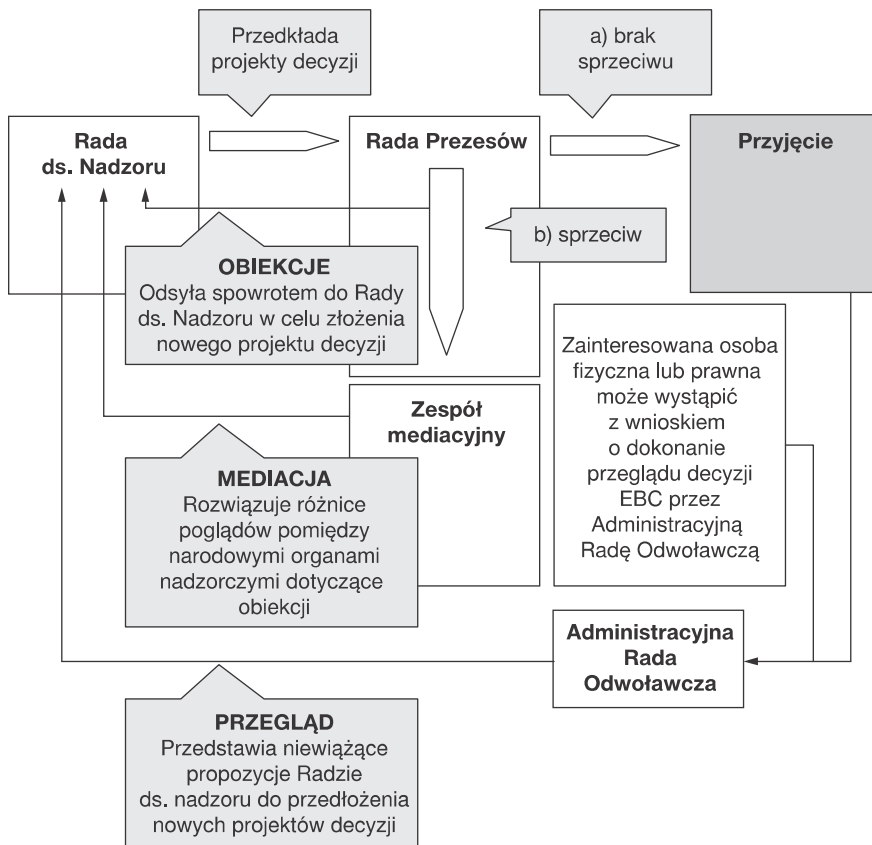 Przedkłada
projekty decyzji
a) brak
sprzeciwu
Rada
ds. Nadzoru
Rada Prezesów
Przyjęcie
b) sprzeciw
OBIEKCJE
Odsyła spowrotem do Rady
ds. Nadzoru w celu złożenia
nowego projektu decyzji
Zainteresowana osoba
fizyczna lub prawna
może wystąpić
z wnioskiem
o dokonanie
przeglądu decyzji
EBC przez
Administracyjną
Radę Odwoławczą
Zespół
mediacyjny
MEDIACJA
Rozwiązuje różnice
poglądów pomiędzy
narodowymi organami
nadzorczymi dotyczące
obiekcji
Administracyjna
Rada
Odwoławcza
PRZEGLĄD
Przedstawia niewiążące
propozycje Radzie
ds. nadzoru do przedłożenia
nowych projektów decyzji